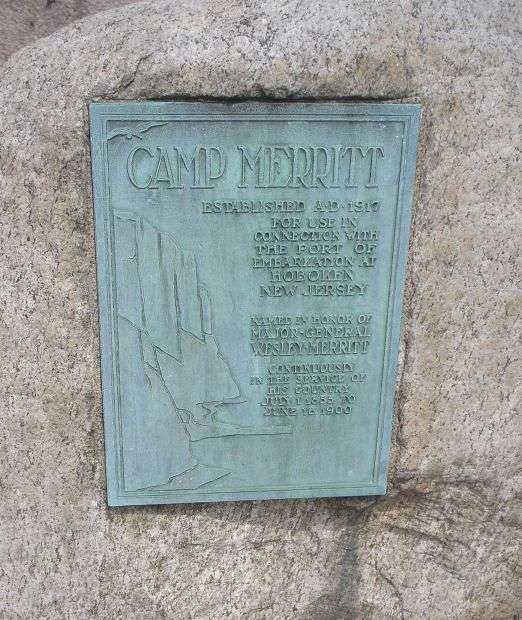 CAMP MERRITT
ESTABLISHED A·D·1917
FOR USE IN
CONNECTION WITH
THE PORT OF
EMBARKATION AT
HOBOKEN
NEW JERSEY
NAMED IN HONOR OF
MAJOR-GENERAL
WESLEY·MERRITT
CONTINUOUSLY
IN THE SERVICE OF
HIS COUNTRY
JULY 1 1855 TO
JUNE 16 1900